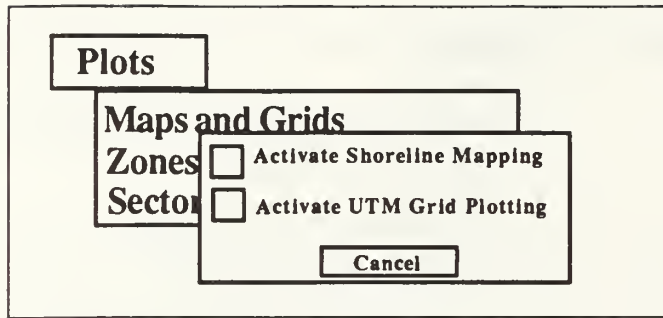 Plots
Maps and Grids
Zones
Sector
Activate Shoreline Mapping
Activate UTM Grid Plotting
Cancel